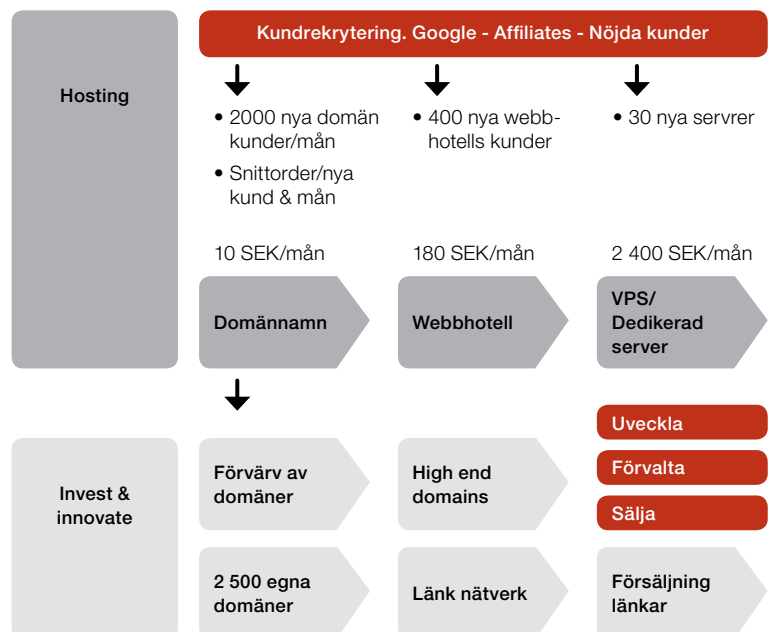 Kundrekrytering. Google - Affiliates - Nöjda kunder
Hosting
• 2000 nya domän
kunder/mån
• Snittorder/nya
kund & mån
• 400 nya webb-
hotells kunder
• 30 nya servrer
10 SEK/mån
180 SEK/mån
2 400 SEK/mån
Domännamn
Webbhotell
VPS/
Dedikerad
server
Invest &
innovate
Förvärv av
domäner
High end
domains
Uveckla
Förvalta
Sälja
2 500 egna
domäner
Länk nätverk
Försäljning
länkar